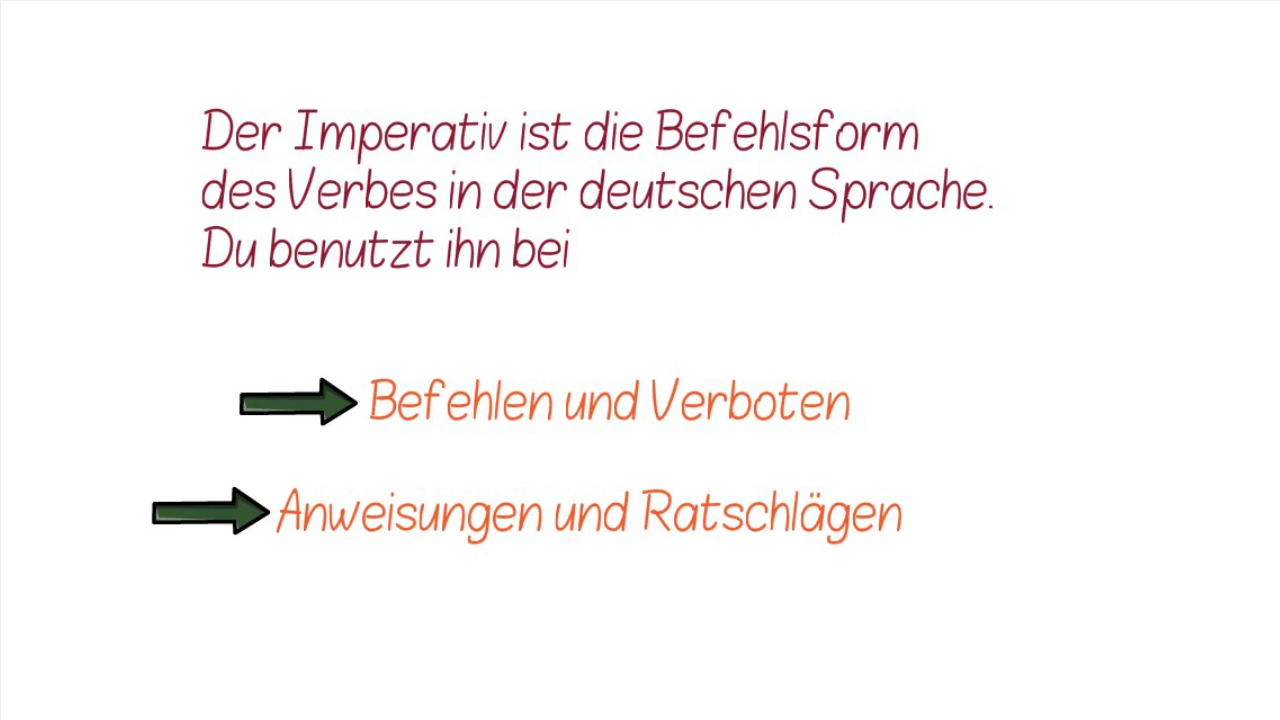 Der Imperativ ist die Befehlsform
des Verbes in der deutschen Sprache.
Du benutzt ihn bei
Befehlen und Verboten
Anweisungen und Ratschlägen